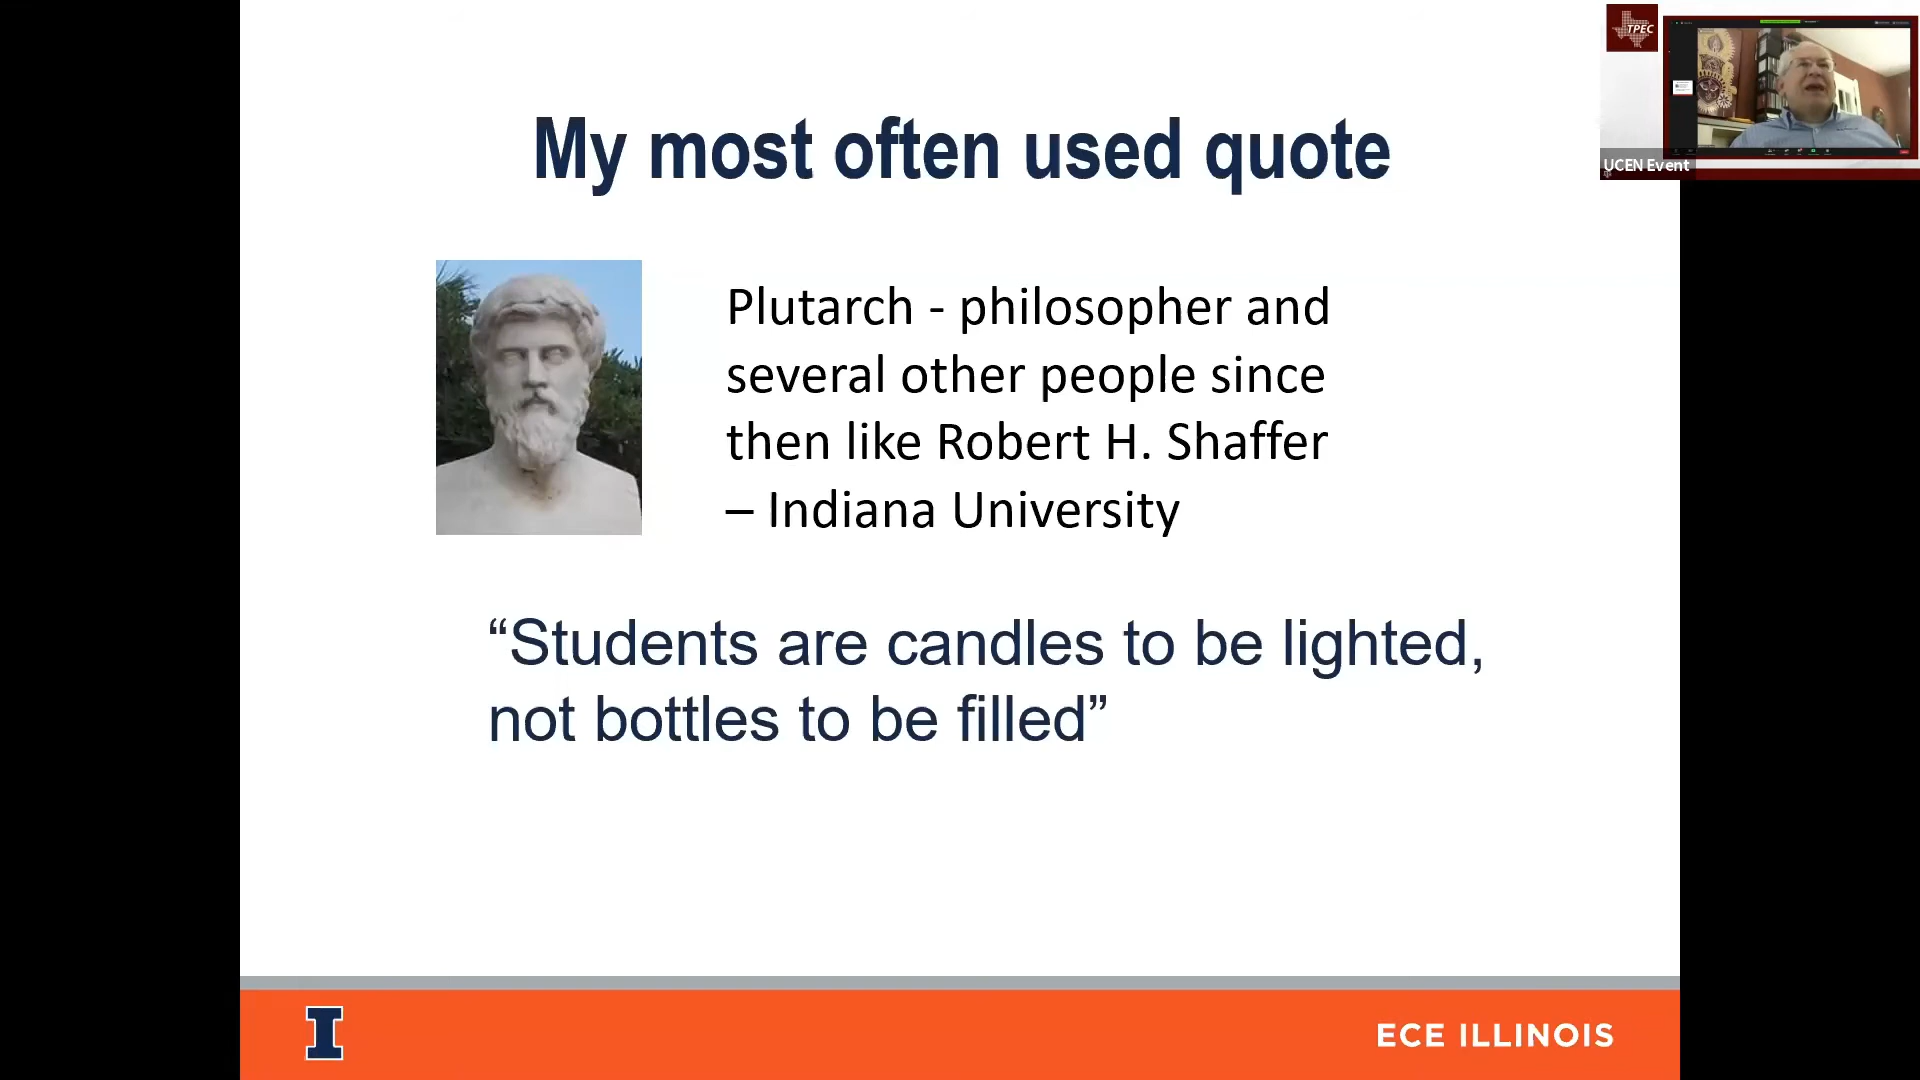 TPEC
UCEN Event
My most often used quote
Plutarch - philosopher and
several other people since
then like Robert H. Shaffer
– Indiana University
“Students are candles to be lighted,
not bottles to be filled”
I
ECE ILLINOIS